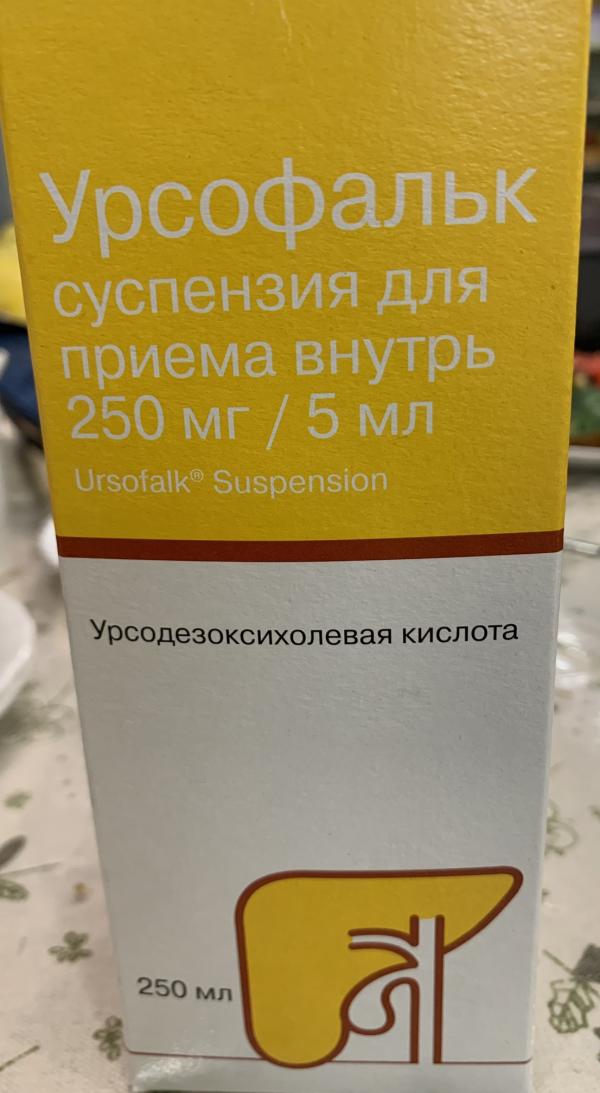 Урсофальк
суспензия для
приема внутрь
250 мг / 5 мл
Ursofalk® Suspension
Урсодезоксихолевая кислота
250 мл